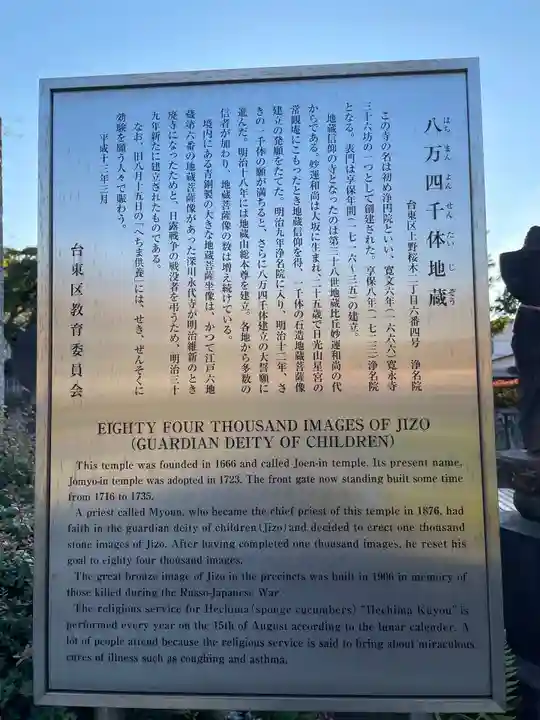 はちまんよんせんたいじぞう
八万四千体地蔵
台東区上野桜木二丁目六番四号 浄名院
この寺の名は初め浄円院といい、寛文六年(一六六六)寛永寺
三十六坊の一つとして創建された。享保八年(一七二三)浄名院
となる。表門は享保年間(一七一六~三五)の建立。
地蔵信仰の寺となったのは第三十八世地蔵比丘妙運和尚の代
からである。妙運和尚は大坂に生まれ、二十五歳で日光山星宮の
常観庵にこもったとき地蔵信仰を得、一千体の石造地蔵菩薩像
建立の発願をたてた。明治九年浄名院に入り、明治十二年、さ
きの一千体の願が満ちると、さらに八万四千体建立の大誓願に
進んだ。明治十八年には地蔵山総本尊を建立。各地から多数の
信者が加わり、地蔵菩薩像の数は増え続けている。
境内にある青銅製の大きな地蔵菩薩坐像は、かつて江戸六地
蔵第六番の地蔵菩薩像があった深川永代寺が明治維新のとき
廃寺になったためと、日露戦争の戦没者を弔うため、明治三十
九年新たに建立されたものである。
なお、旧八月十五日の「へちま供養」には、せき、ぜんそくに
効験を願う人々で賑わう。
平成十二年三月
台東区教育委員会
EIGHTY FOUR THOUSAND IMAGES OF JIZO
(GUARDIAN DEITY OF CHILDREN)
This temple was founded in 1666 and called Joen-in temple. Its present name,
Jomyo-in temple was adopted in 1723. The front gate now standing built some time
from 1716 to 1735.
A priest called Myoun, who became the chief priest of this temple in 1876, had
faith in the guardian deity of children(Jizo)and decided to erect one thousand
stone images of Jizo. After having completed one thousand images, he reset his
goal to eighty four thousand images.
The great bronze image of Jizo in the precincts was built in 1906 in memory of
those killed during the Russo-Japanese War.
The religious service for Hechima(sponge cucumbers) "Hechima Kuyou" is
performed every year on the 15th of August according to the lunar calender. A
lot of people attend because the religious service is said to bring about miraculous
cures of illness such as coughing and asthma.